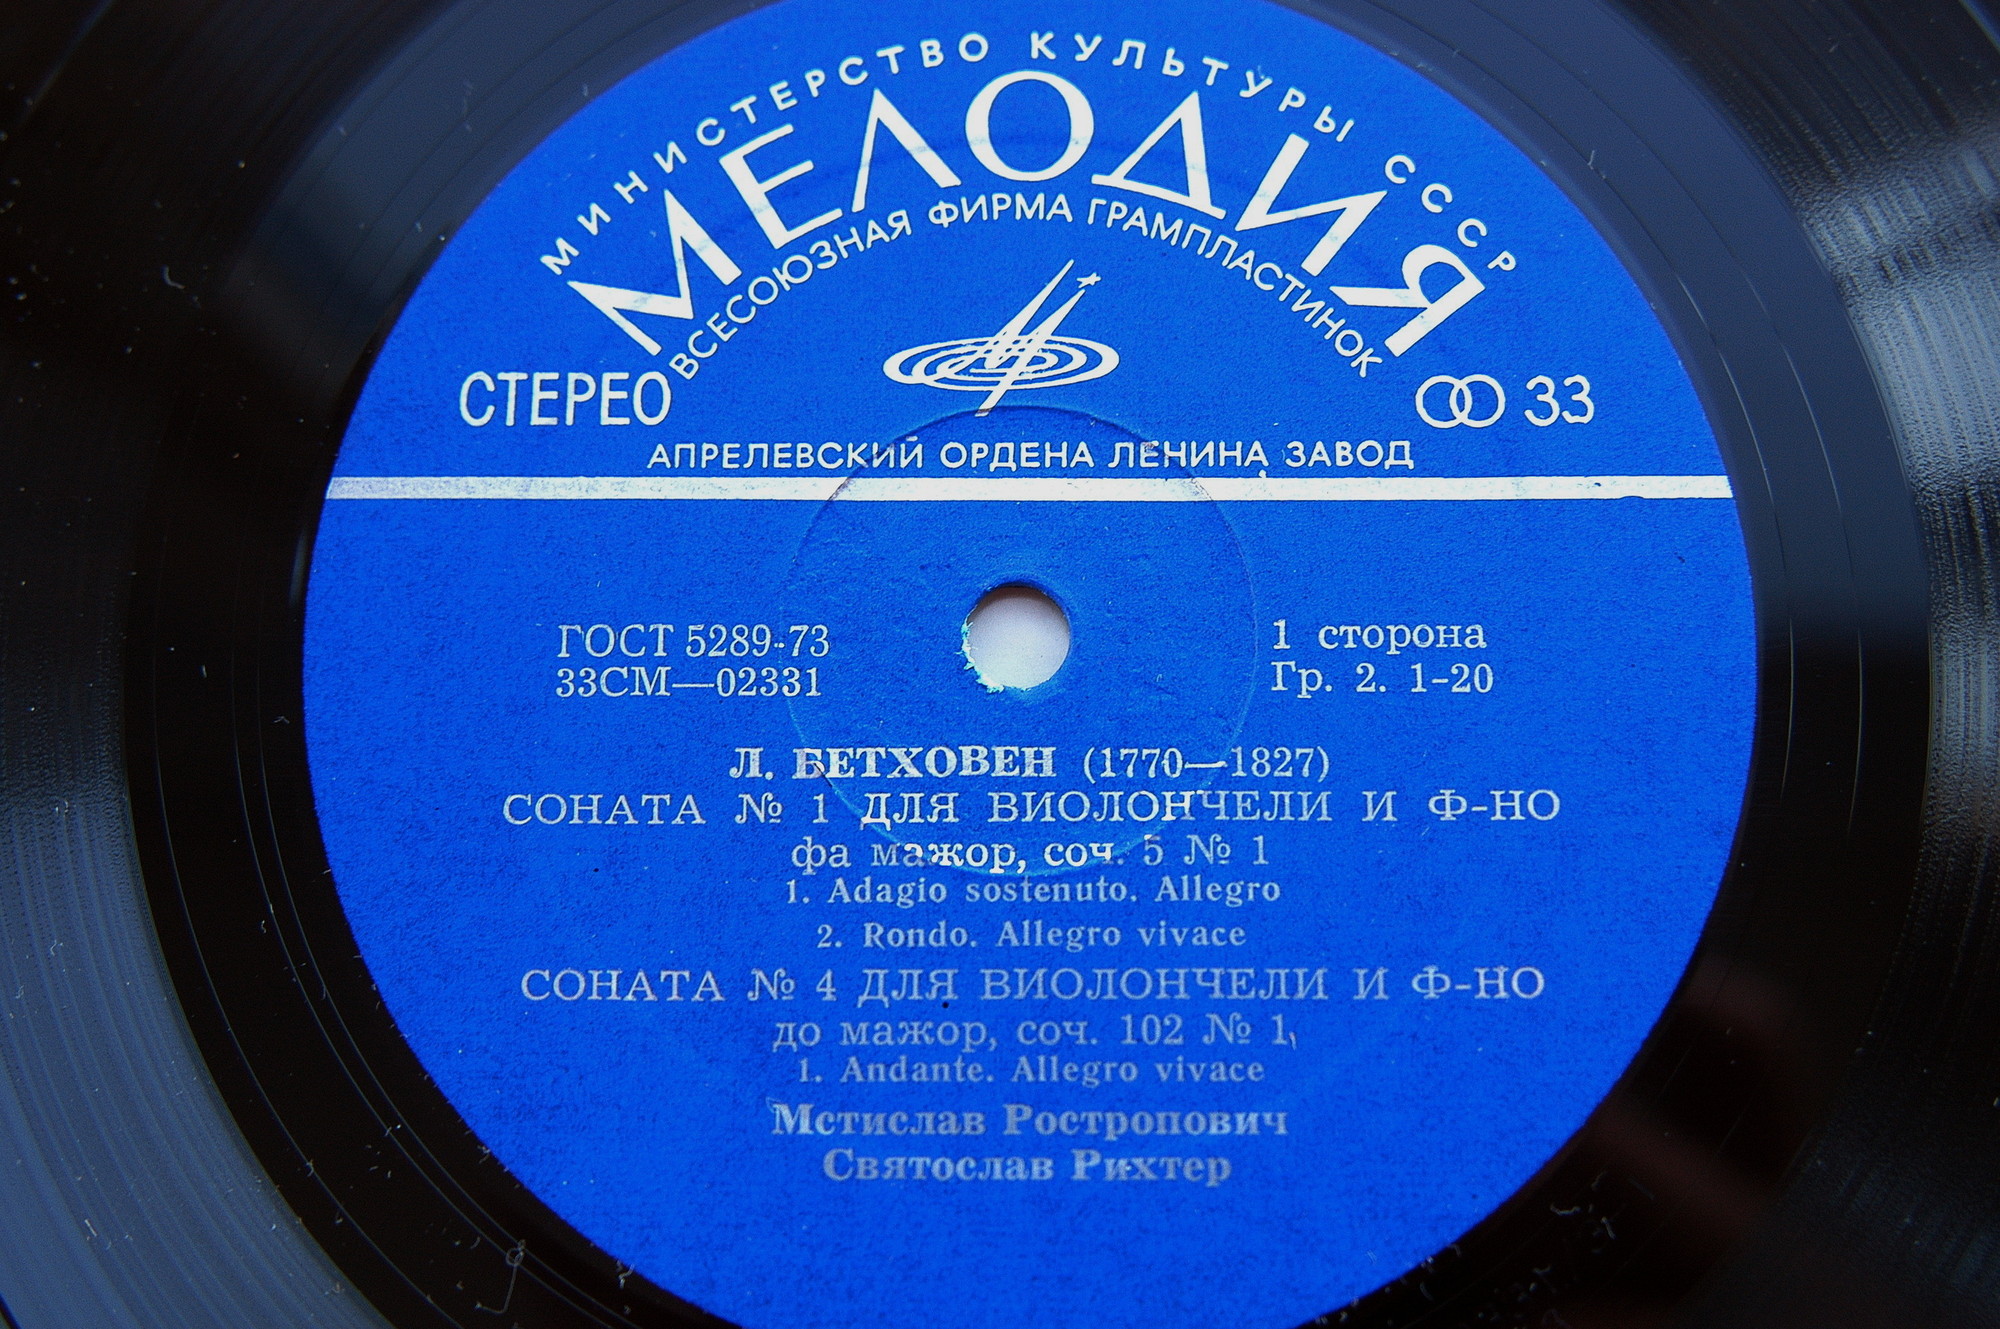 МИНИСТЕРСТВО КУЛЬТУРЫ СССР
МЕЛОДИЯ
ВСЕСОЮЗНАЯ ФИРМА ГРАМПЛАСТИНОК
СТЕРЕО
33
АПРЕЛЕВСКИЙ ОРДЕНА ЛЕНИНА ЗАВОД
ГОСТ 5289-73
33СМ—02331
1 сторона
Гр. 2. 1-20
Л. БЕТХОВЕН (1770—1827)
СОНАТА № 1 ДЛЯ ВИОЛОНЧЕЛИ И Ф-НО
фа мажор, соч. 5 № 1
1. Adagio sostenuto. Allegro
2. Rondo. Allegro vivace
СОНАТА № 4 ДЛЯ ВИОЛОНЧЕЛИ И Ф-НО
до мажор, соч. 102 № 1
1. Andante. Allegro vivace
Мстислав Ростропович
Святослав Рихтер